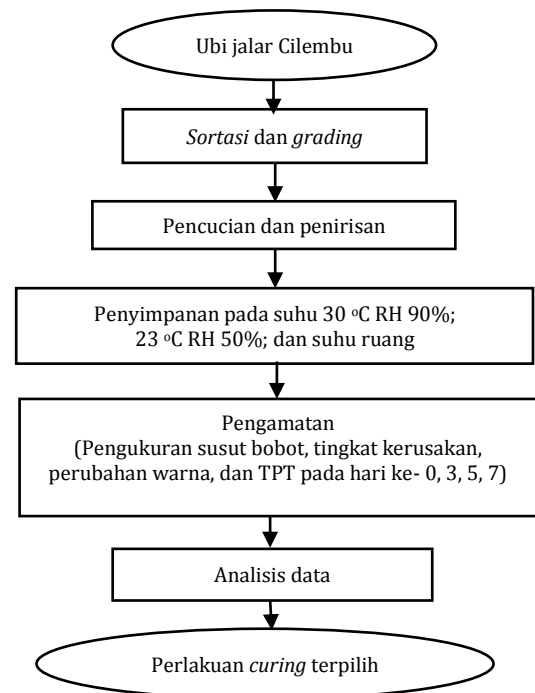 Ubi jalar Cilembu
Sortasi dan grading
Pencucian dan penirisan
Penyimpanan pada suhu 30 ºC RH 90%;
23 ºC RH 50%; dan suhu ruang
Pengamatan
(Pengukuran susut bobot, tingkat kerusakan,
perubahan warna, dan TPT pada hari ke- 0, 3, 5, 7)
Analisis data
Perlakuan curing terpilih